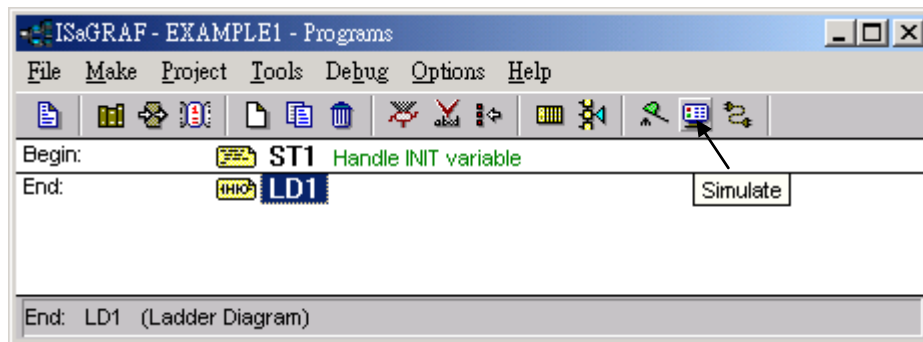 ISaGRAF - EXAMPLE1 - Programs
File Make Project Tools Debug Options Help
Begin: ST1 Handle INIT variable
End: LD1
Simulate
End: LD1 (Ladder Diagram)